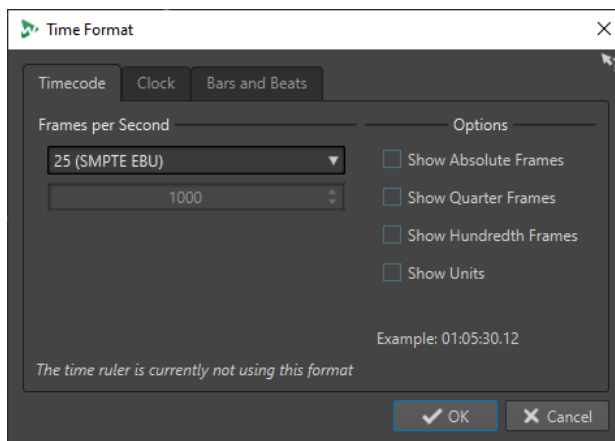 Time Format
Timecode
Clock
Bars and Beats
Frames per Second
Options
25 (SMPTE EBU)
Show Absolute Frames
1000
Show Quarter Frames
Show Hundredth Frames
Show Units
Example: 01:05:30.12
The time ruler is currently not using this format
OK
Cancel